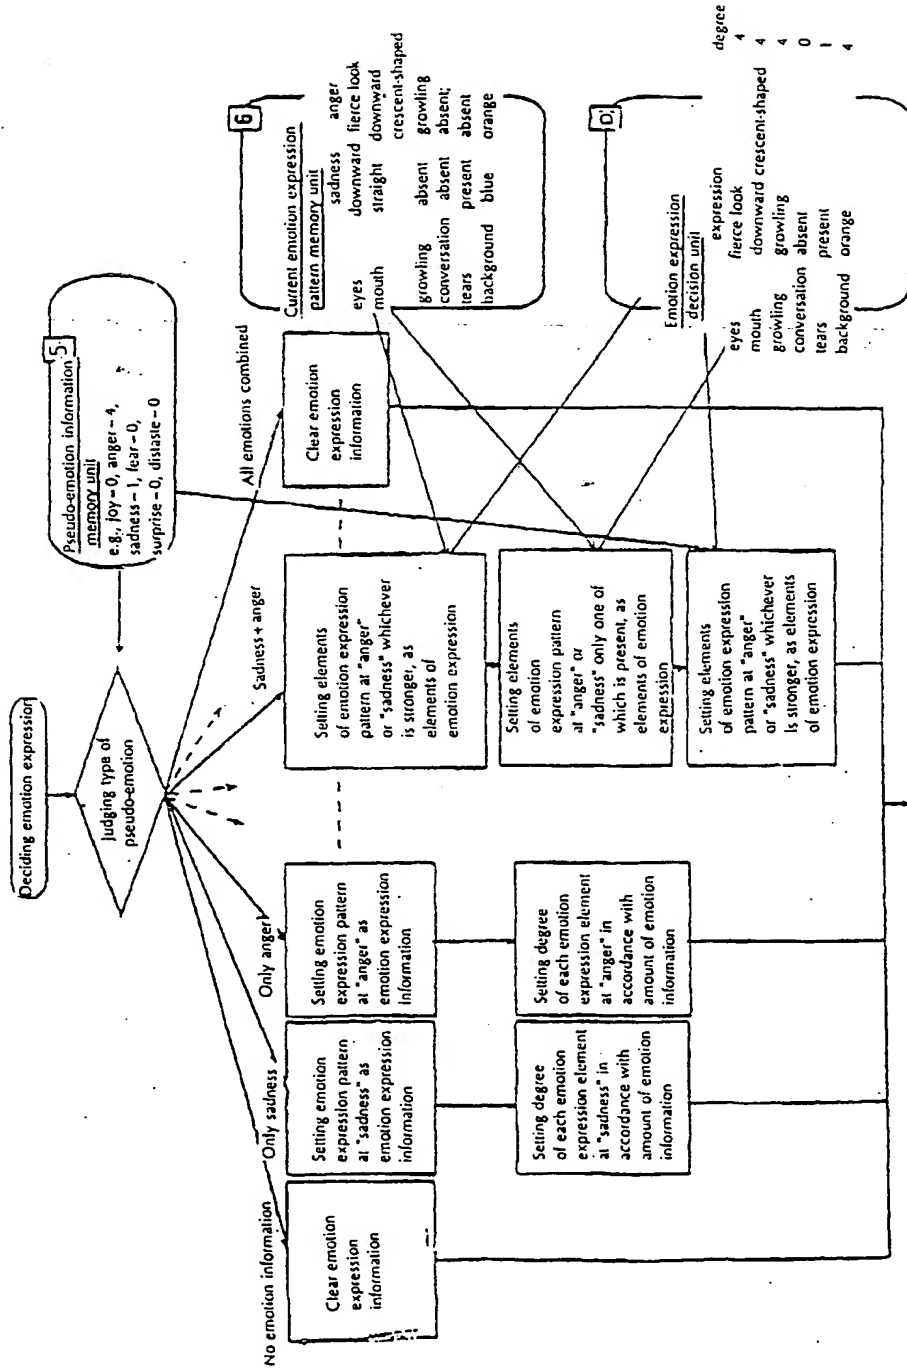 Deciding emotion expression
Judging type of
pseudo-emotion
5
Pseudo-emotion information
memory unit
e.g., joy–0, anger–4,
sadness–1, fear–0,
surprise–0, distaste–0
No emotion information
Only sadness
Only anger
Sadness + anger
All emotions combined
Clear emotion
expression
information
Setting emotion
expression pattern
at "sadness" as
emotion expression
information
Setting emotion
expression pattern
at "anger" as
emotion expression
information
Setting elements
of emotion expression
pattern at "anger"
or "sadness" whichever
is stronger, as
elements of
emotion expression
Clear emotion
expression
information
Setting degree
of each emotion
expression element
at "sadness" in
accordance with
amount of emotion
information
Setting degree
of each emotion
expression element
at "anger" in
accordance with
amount of emotion
information
Setting elements
of emotion
expression pattern
at "anger" or
"sadness" only one of
which is present, as
elements of emotion
expression
Setting elements
of emotion expression
pattern at "anger"
or "sadness" whichever
is stronger, as elements
of emotion expression
6
Current emotion expression
pattern memory unit
sadness anger
eyes downward fierce look
mouth straight downward
crescent-shaped
growling absent growling
conversation absent absent;
tears present absent
background blue orange
Emotion expression
decision unit
expression degree
eyes fierce look 4
mouth downward crescent-shaped 4
growling growling 4
conversation absent 0
tears present 1
background orange 4